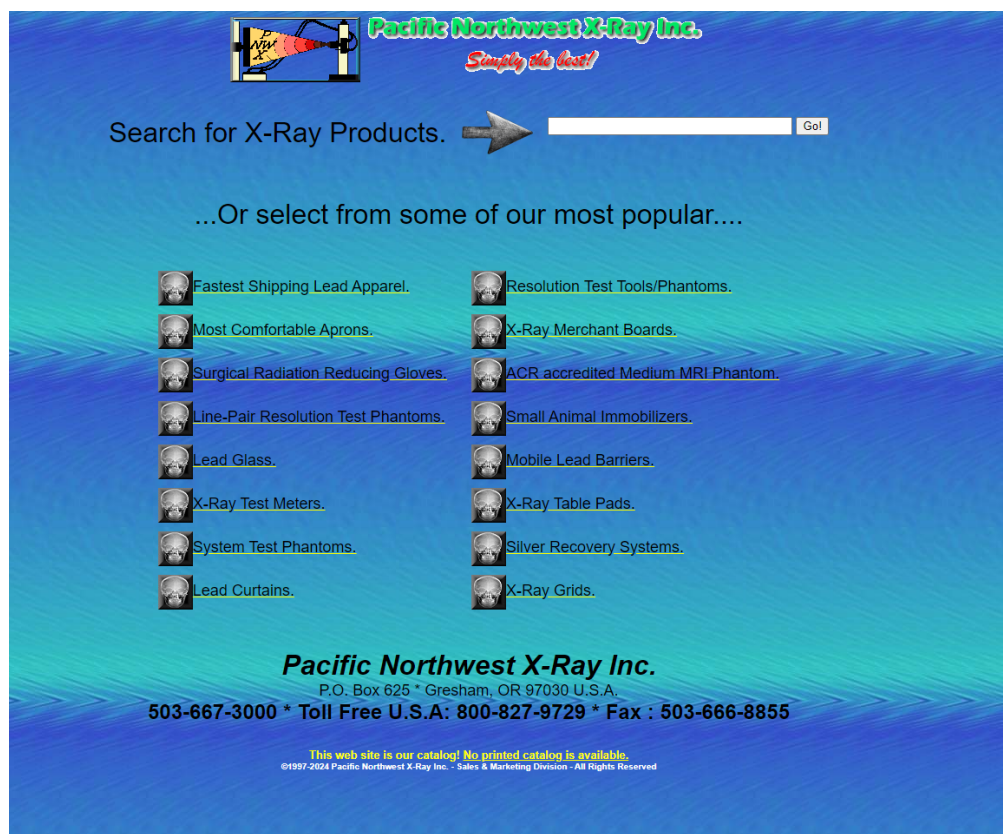 P
NW
X
Pacific Northwest X-Ray Inc.
Simply the best!
Search for X-Ray Products.
Go!
...Or select from some of our most popular....
Fastest Shipping Lead Apparel.
Resolution Test Tools/Phantoms.
Most Comfortable Aprons.
X-Ray Merchant Boards.
Surgical Radiation Reducing Gloves.
ACR accredited Medium MRI Phantom.
Line-Pair Resolution Test Phantoms.
Small Animal Immobilizers.
Lead Glass.
Mobile Lead Barriers.
X-Ray Test Meters.
X-Ray Table Pads.
System Test Phantoms.
Silver Recovery Systems.
Lead Curtains.
X-Ray Grids.
Pacific Northwest X-Ray Inc.
P.O. Box 625 * Gresham, OR 97030 U.S.A.
503-667-3000 * Toll Free U.S.A: 800-827-9729 * Fax : 503-666-8855
This web site is our catalog! No printed catalog is available.
©1997-2024 Pacific Northwest X-Ray Inc. - Sales & Marketing Division - All Rights Reserved